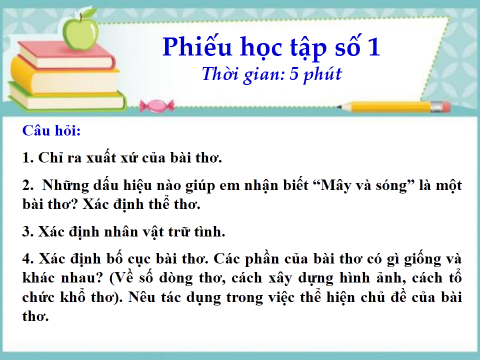 Phiếu học tập số 1
Thời gian: 5 phút
Câu hỏi:
1. Chỉ ra xuất xứ của bài thơ.
2. Những dấu hiệu nào giúp em nhận biết “Mây và sóng” là một
bài thơ? Xác định thể thơ.
3. Xác định nhân vật trữ tình.
4. Xác định bố cục bài thơ. Các phần của bài thơ có gì giống và
khác nhau? (Về số dòng thơ, cách xây dựng hình ảnh, cách tổ
chức khổ thơ). Nêu tác dụng trong việc thể hiện chủ đề của bài
thơ.